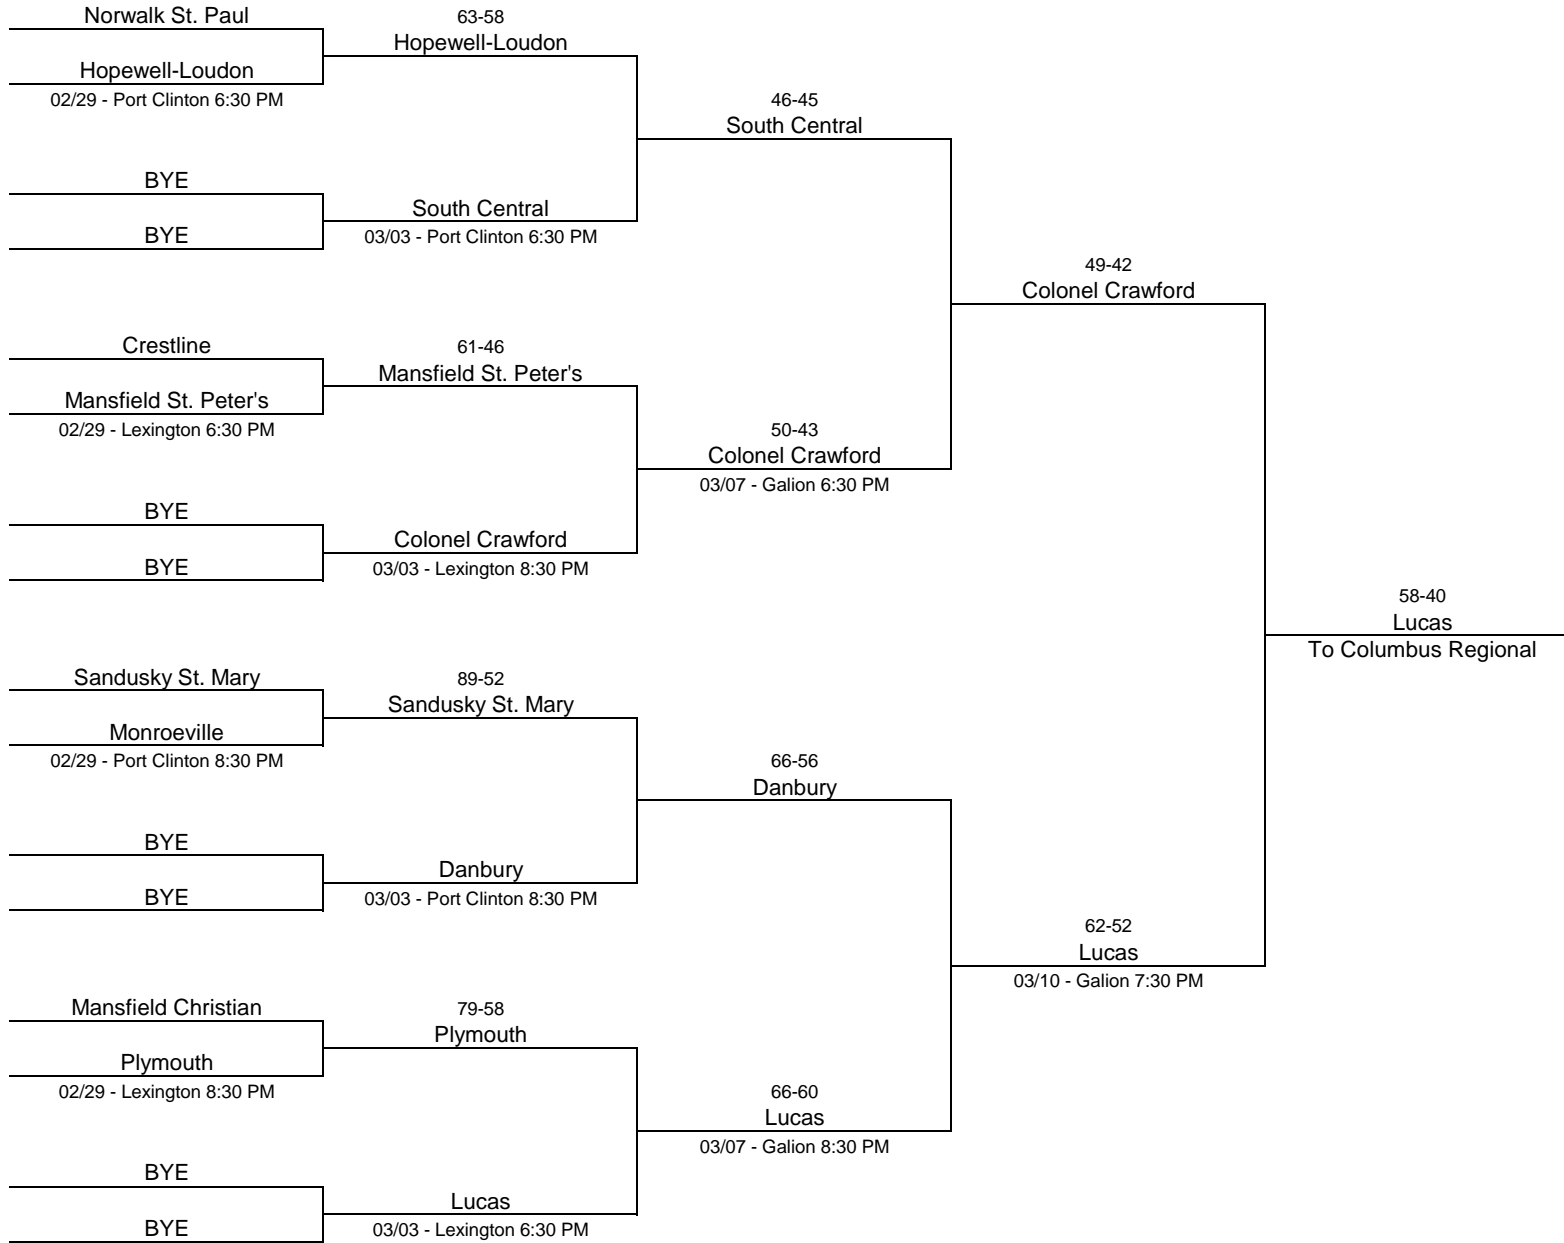 Norwalk St. Paul
Hopewell-Loudon
02/29 - Port Clinton 6:30 PM
BYE
BYE
Crestline
Mansfield St. Peter's
02/29 - Lexington 6:30 PM
BYE
BYE
Sandusky St. Mary
Monroeville
02/29 - Port Clinton 8:30 PM
BYE
BYE
Mansfield Christian
Plymouth
02/29 - Lexington 8:30 PM
BYE
BYE
63-58
Hopewell-Loudon
South Central
03/03 - Port Clinton 6:30 PM
61-46
Mansfield St. Peter's
Colonel Crawford
03/03 - Lexington 8:30 PM
89-52
Sandusky St. Mary
Danbury
03/03 - Port Clinton 8:30 PM
79-58
Plymouth
Lucas
03/03 - Lexington 6:30 PM
46-45
South Central
50-43
Colonel Crawford
03/07 - Galion 6:30 PM
66-56
Danbury
66-60
Lucas
03/07 - Galion 8:30 PM
49-42
Colonel Crawford
62-52
Lucas
03/10 - Galion 7:30 PM
58-40
Lucas
To Columbus Regional